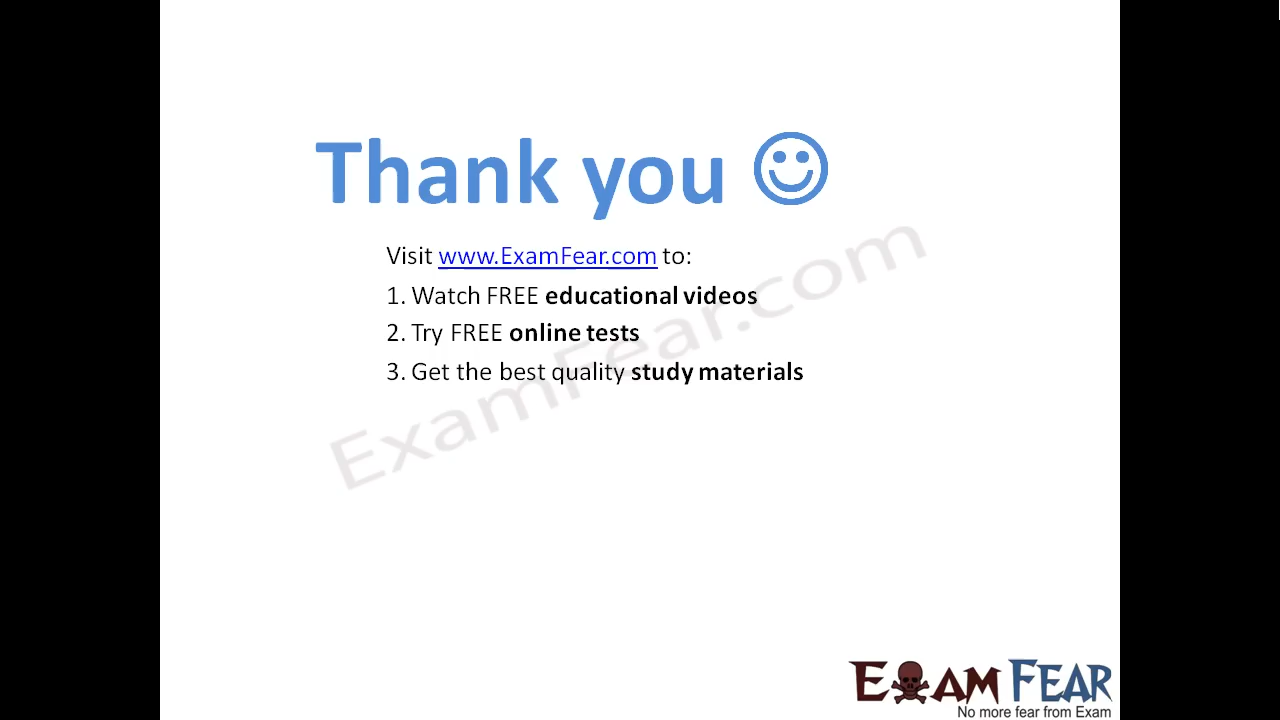 Thank you ☺
Visit www.ExamFear.com to:
1. Watch FREE educational videos
2. Try FREE online tests
3. Get the best quality study materials
ExamFear.com
EXAM FEAR
No more fear from Exam